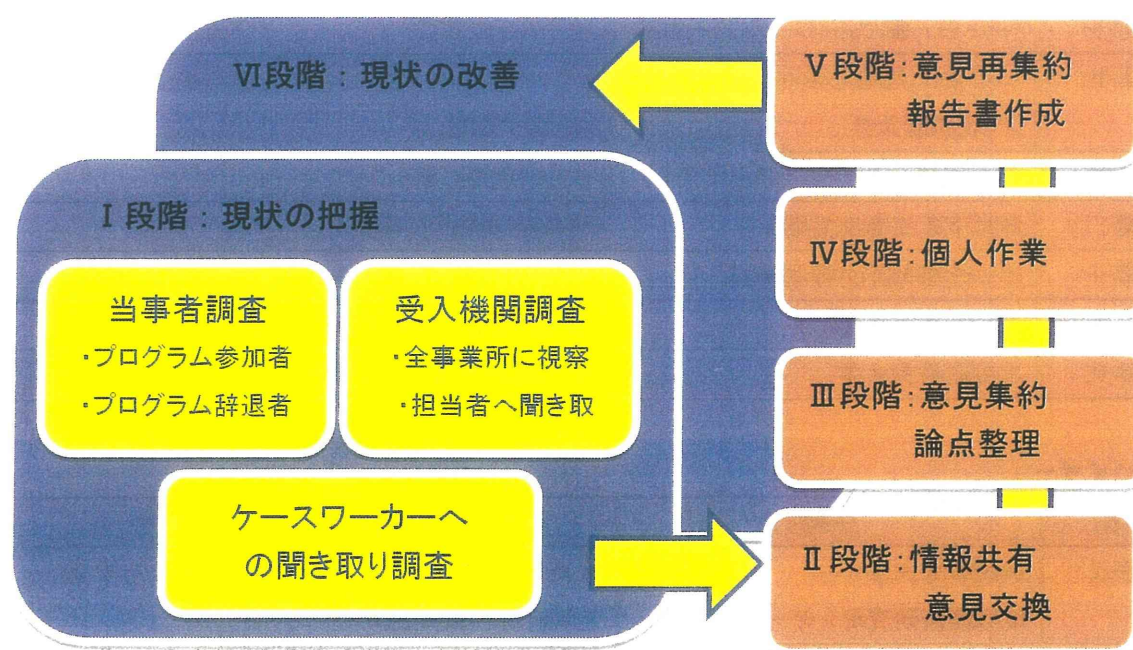 Ⅵ段階：現状の改善
Ⅰ段階：現状の把握
当事者調査
・プログラム参加者
・プログラム辞退者
受入機関調査
・全事業所に視察
・担当者へ聞き取
ケースワーカーへ
の聞き取り調査
Ⅴ段階：意見再集約
報告書作成
Ⅳ段階：個人作業
Ⅲ段階：意見集約
論点整理
Ⅱ段階：情報共有
意見交換